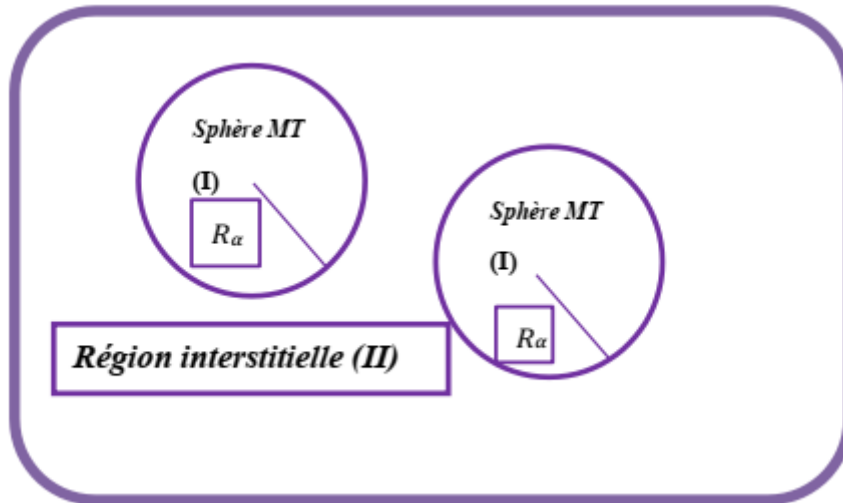 Sphère MT
(I)
Rα
Sphère MT
(I)
Rα
Région interstitielle (II)